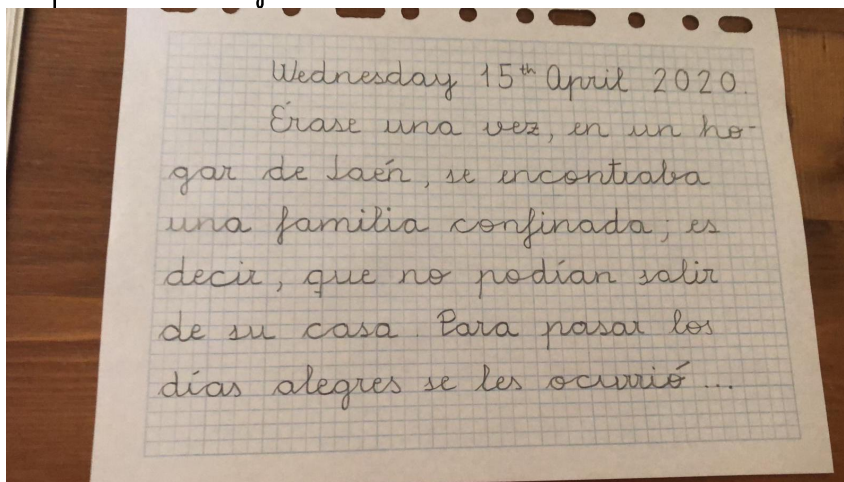 Wednesday 15th April 2020.
Érase una vez, en un ho-
gar de Jaén, se encontraba
una familia confinada; es
decir, que no podían salir
de su casa. Para pasar los
días alegres se les ocurrió...